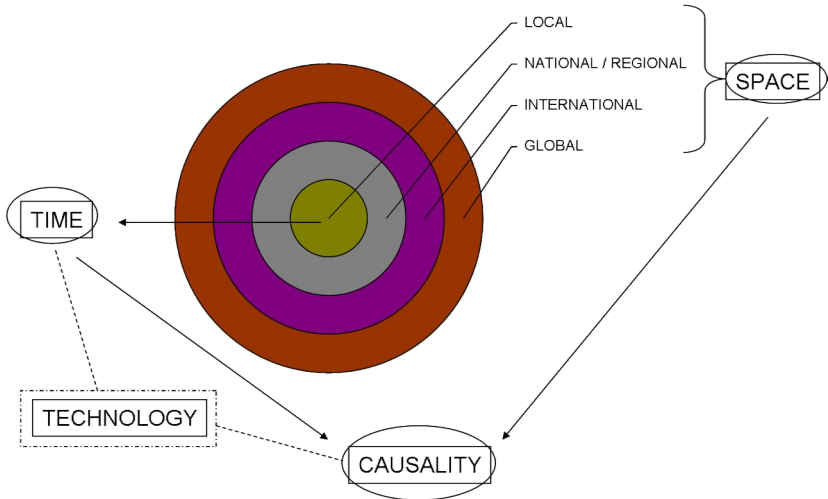 LOCAL
NATIONAL / REGIONAL
SPACE
INTERNATIONAL
GLOBAL
TIME
TECHNOLOGY
CAUSALITY